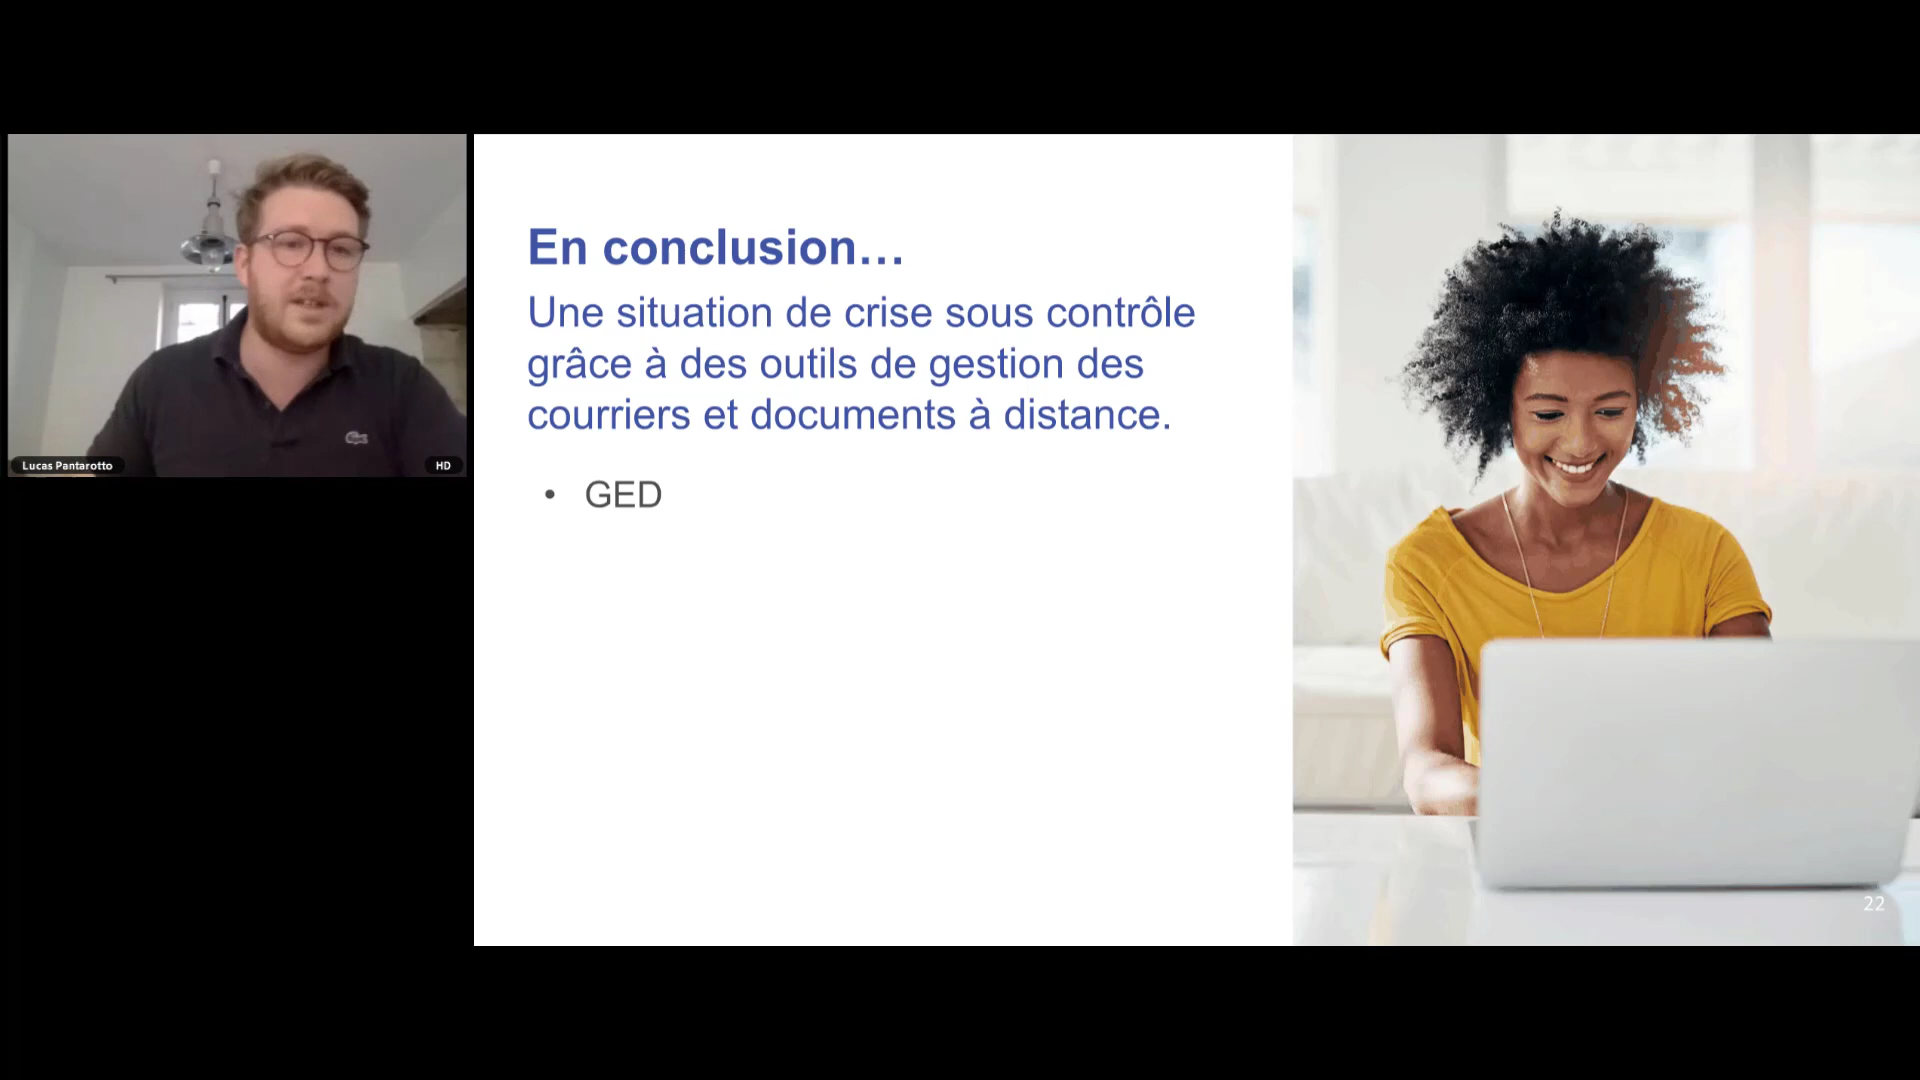 Lucas Pantarotto
HD
En conclusion…
Une situation de crise sous contrôle
grâce à des outils de gestion des
courriers et documents à distance.
• GED
22